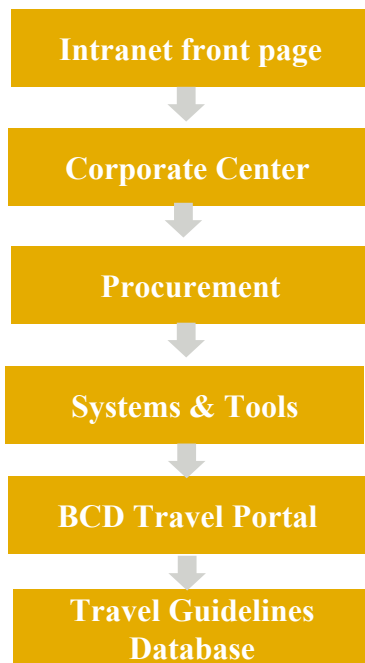 Intranet front page
Corporate Center
Procurement
Systems & Tools
BCD Travel Portal
Travel Guidelines
Database